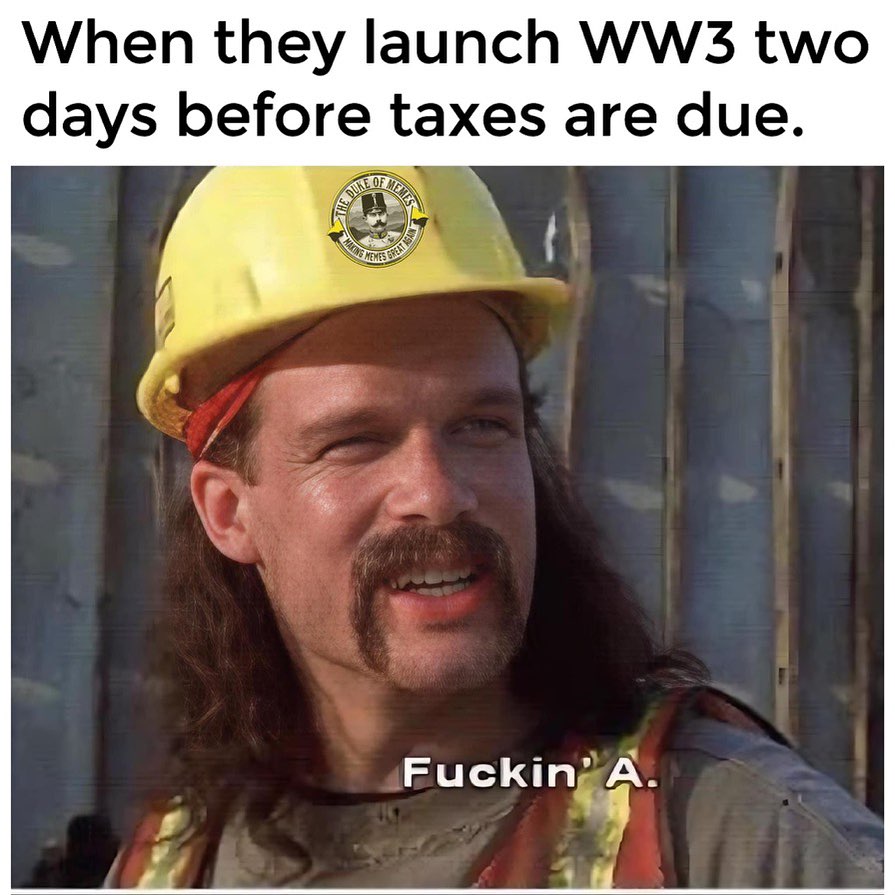 When they launch WW3 two
days before taxes are due.
THE DUKE OF MEMES
MAKING MEMES GREAT AGAIN
Fuckin' A.